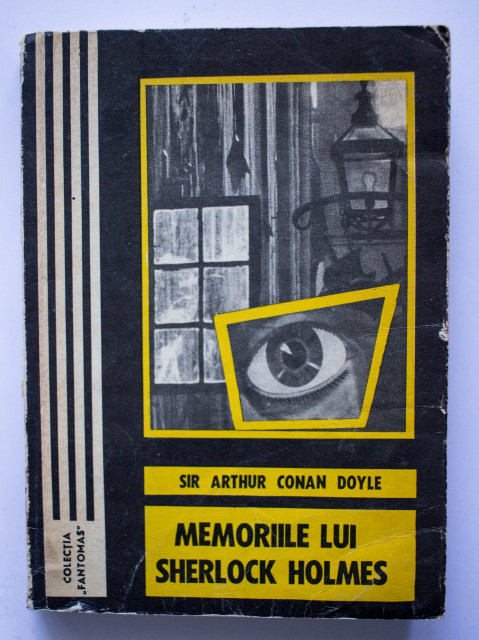 SIR ARTHUR CONAN DOYLE
MEMORIILE LUI
SHERLOCK HOLMES
COLECȚIA
„FANTOMAS"